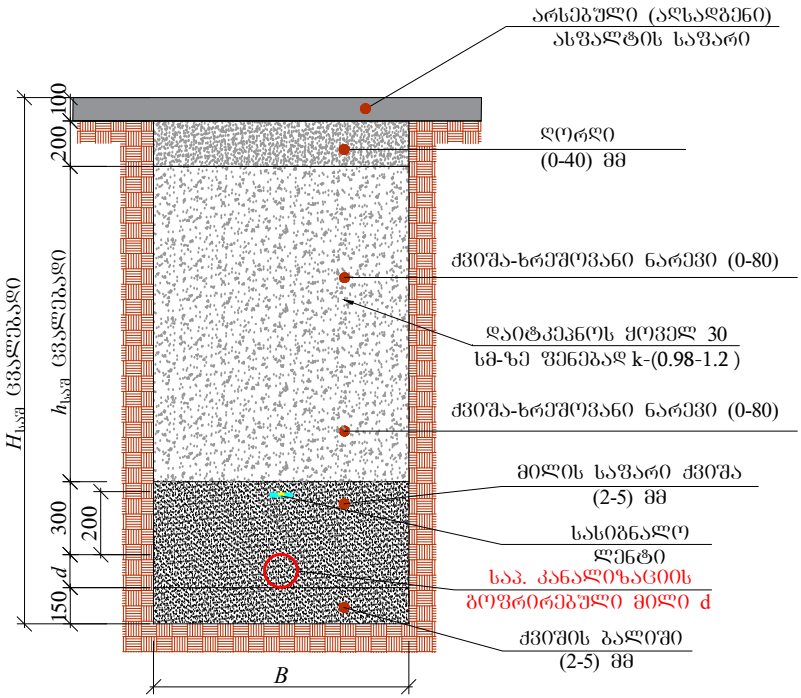 არსებული (აღსადგენი)
ასფალტის საფარი
ღორღი
(0-40) მმ
ქვიშა-ხრეშოვანი ნარევი (0-80)
დაიტკეპნოს ყოველ 30
სმ-ზე ფენებად k-(0.98-1.2 )
ქვიშა-ხრეშოვანი ნარევი (0-80)
მილის საფარი ქვიშა
(2-5) მმ
სასიგნალო
ლენტი
საპ. კანალიზაციის
გოფრირებული მილი d
ქვიშის ბალიში
(2-5) მმ
100
200
hსაშ ცვალებადი
Hსაშ ცვალებადი
300
200
d
150
B